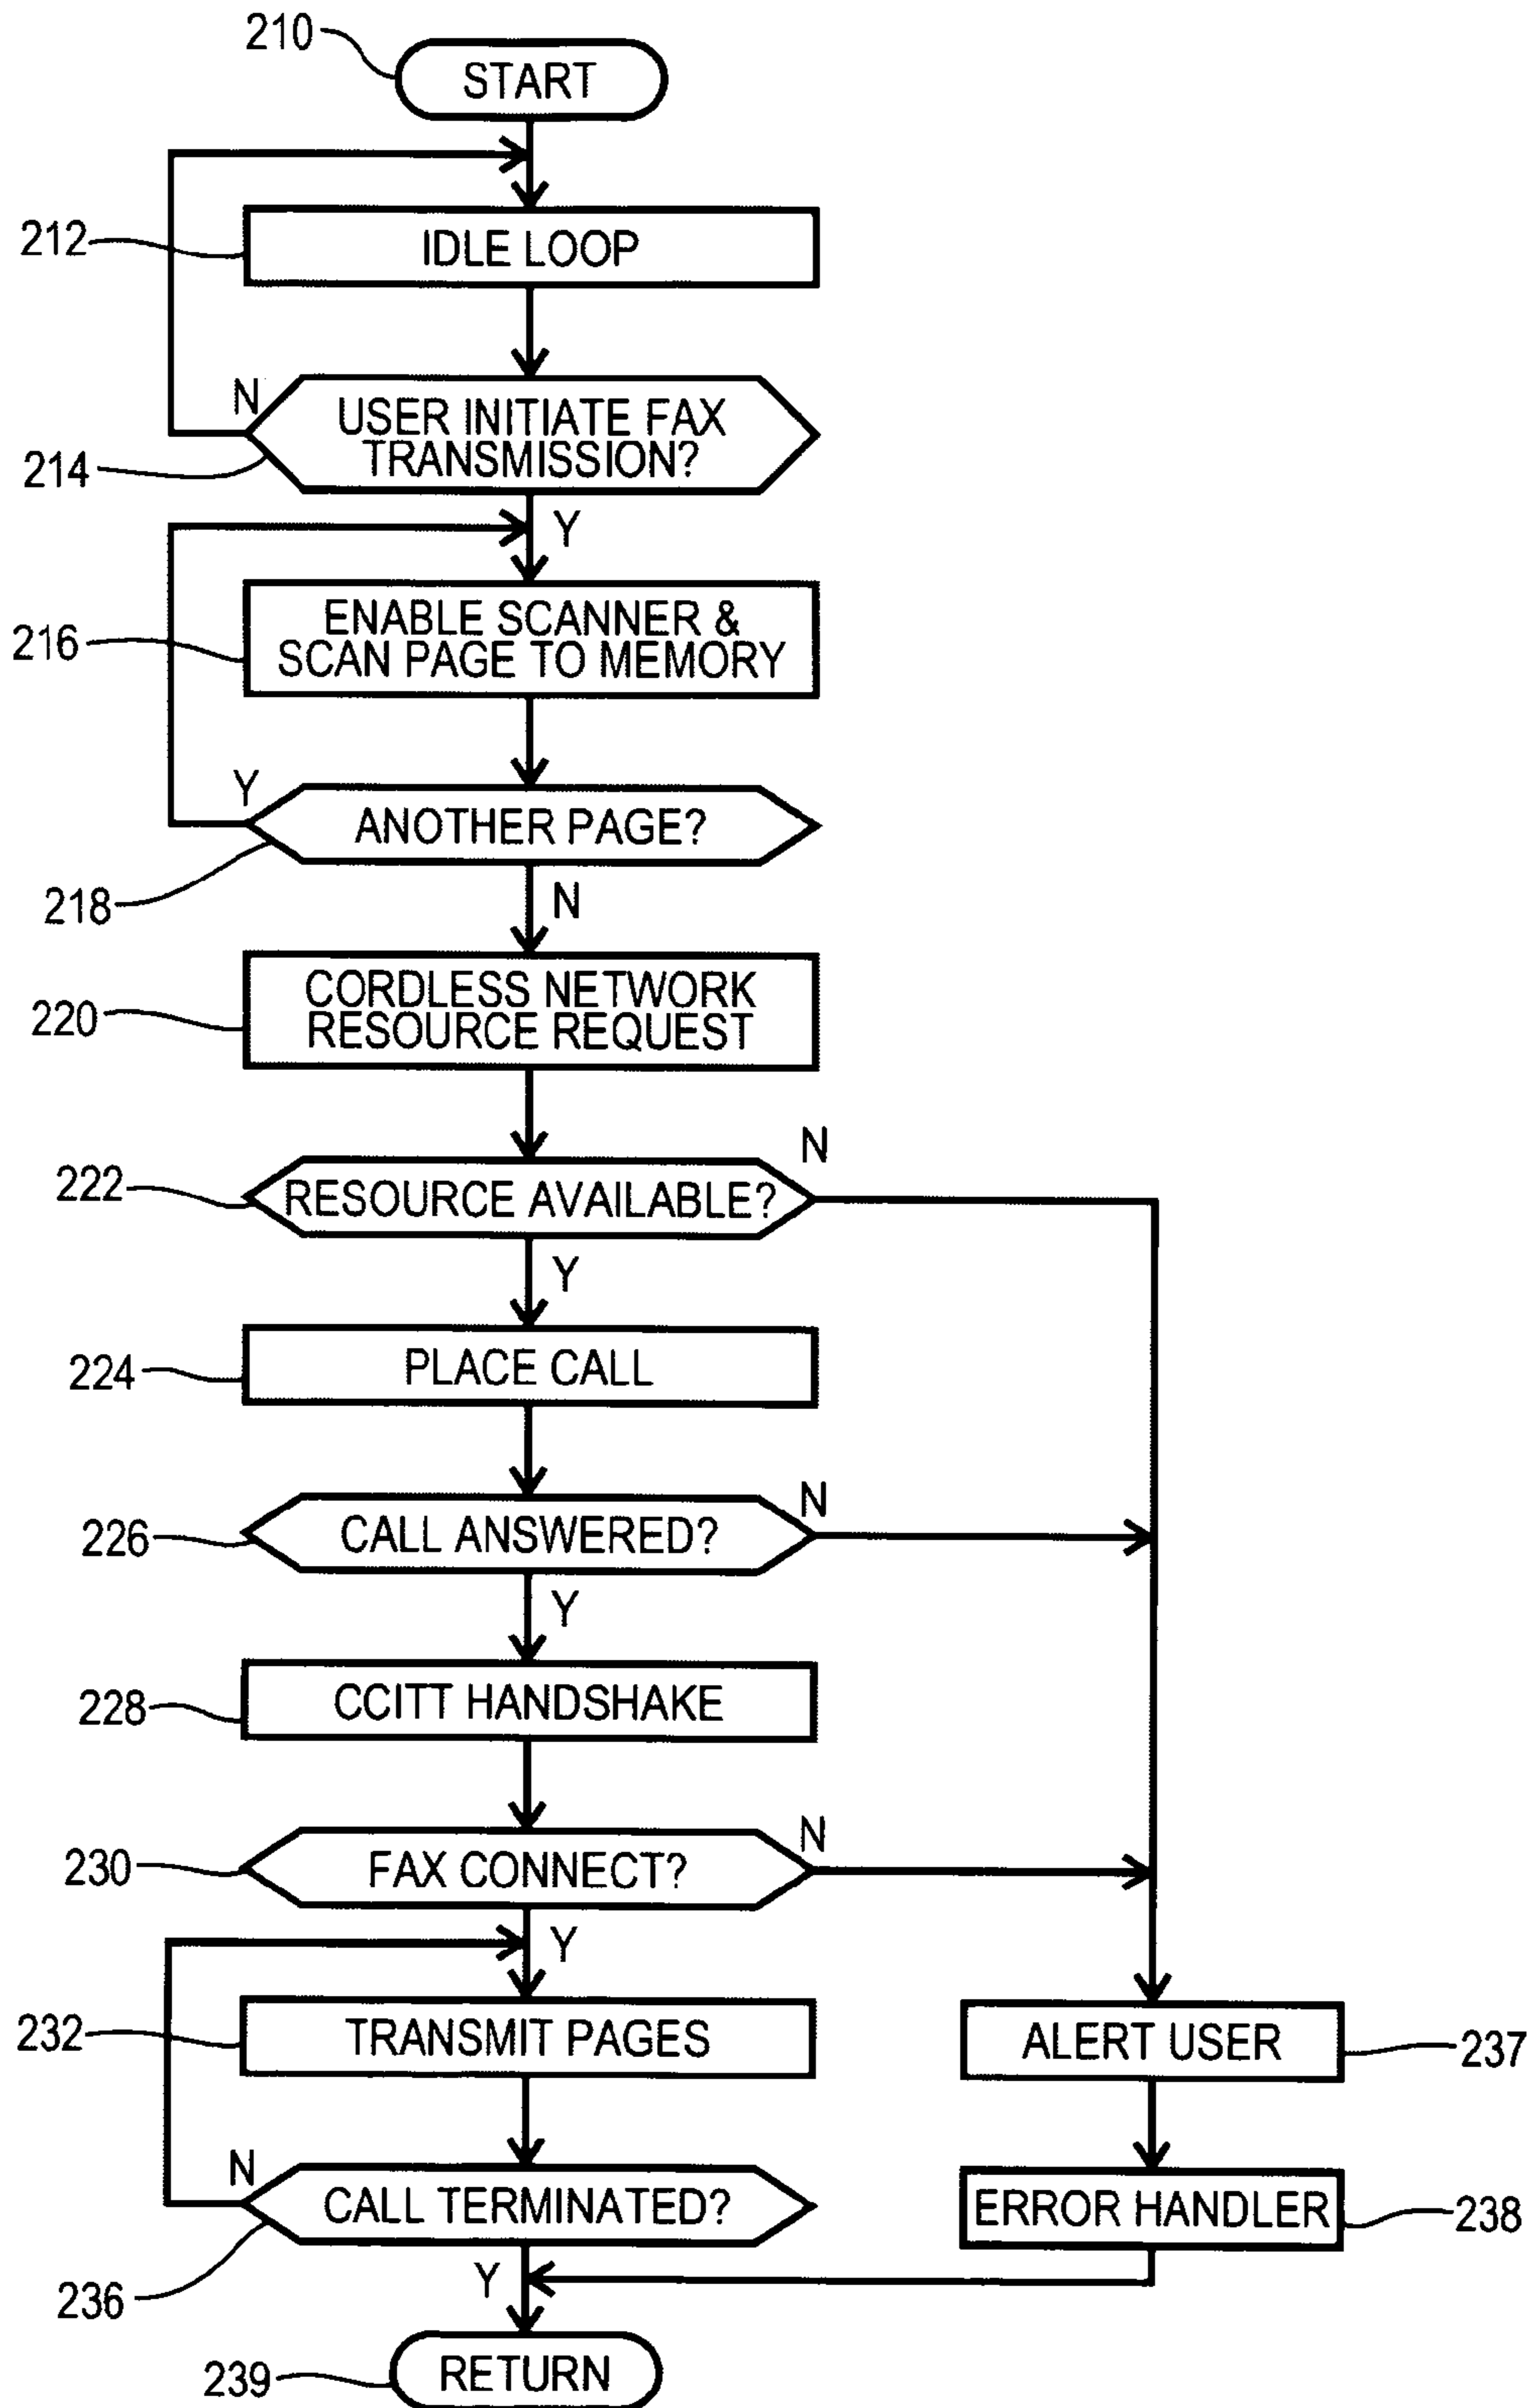 210
START
212
IDLE LOOP
N
USER INITIATE FAX
TRANSMISSION?
214
Y
ENABLE SCANNER &
SCAN PAGE TO MEMORY
216
Y
ANOTHER PAGE?
218
N
CORDLESS NETWORK
RESOURCE REQUEST
220
N
222
RESOURCE AVAILABLE?
Y
PLACE CALL
224
N
226
CALL ANSWERED?
Y
228
CCITT HANDSHAKE
N
230
FAX CONNECT?
Y
232
TRANSMIT PAGES
ALERT USER
237
N
CALL TERMINATED?
ERROR HANDLER
238
Y
236
RETURN
239